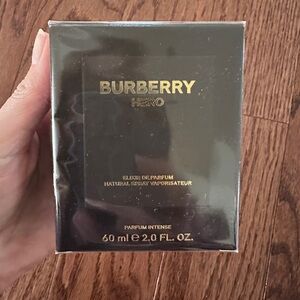 BURBERRY
HERO
ELIXIR DE PARFUM
NATURAL SPRAY VAPORISATEUR
PARFUM INTENSE
60 ml e 2.0 FL. OZ.